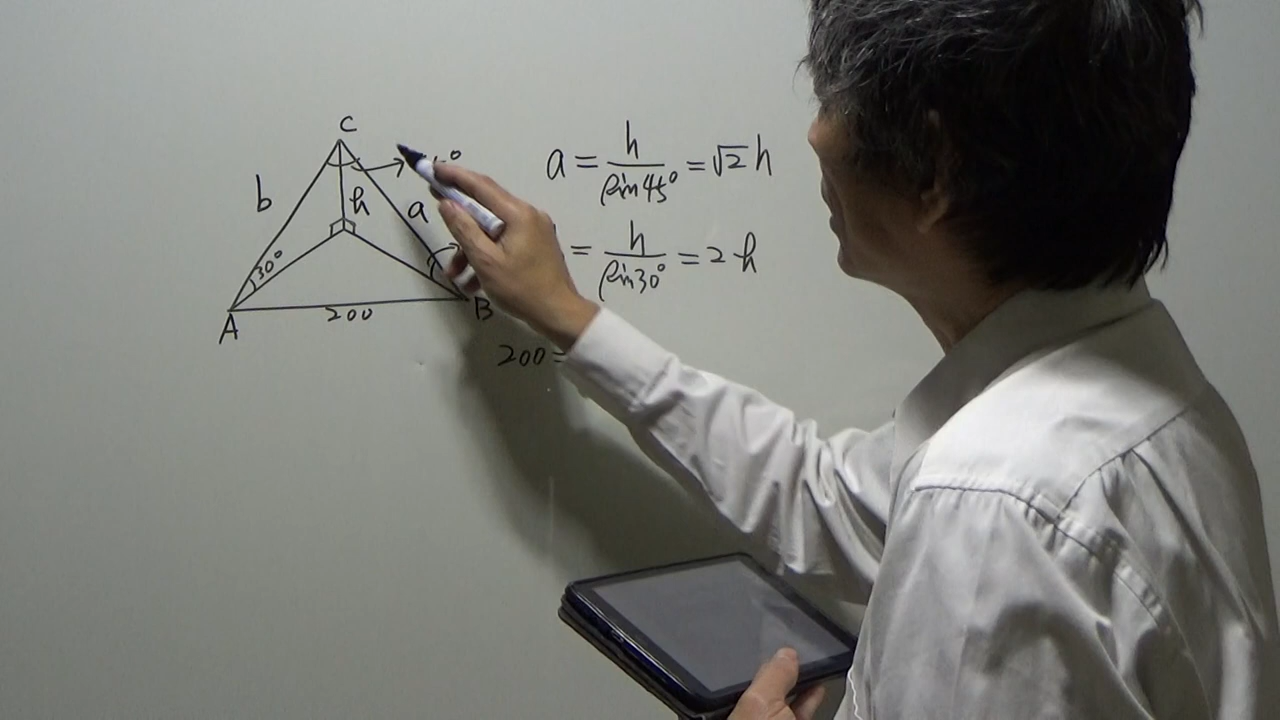 C
b
h
a
30°
A
200
B
a = h / sin45° = √2 h
= h / sin30° = 2h
200 =